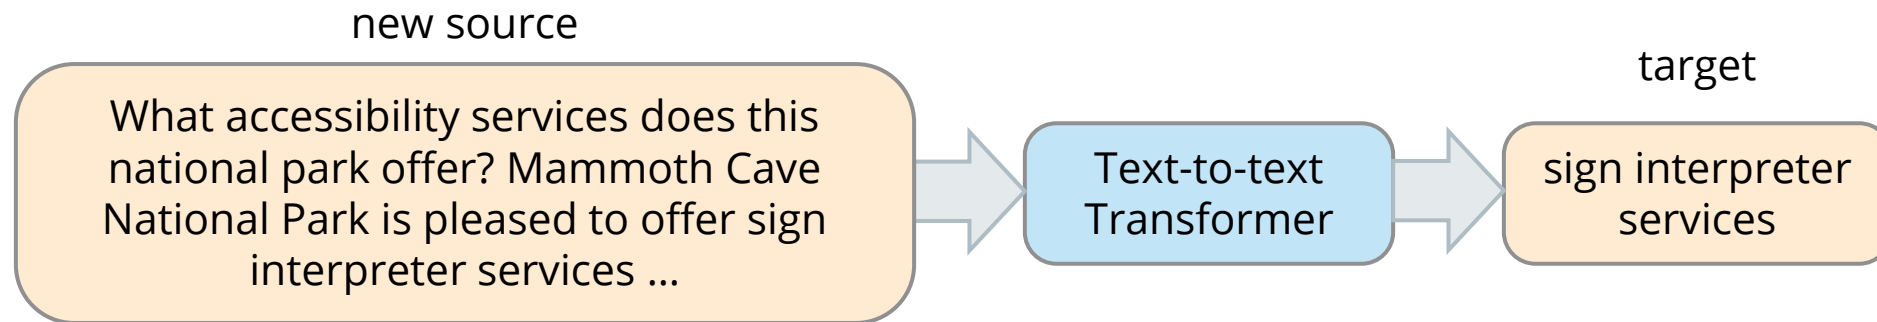 new source
What accessibility services does this
national park offer? Mammoth Cave
National Park is pleased to offer sign
interpreter services ...
Text-to-text
Transformer
target
sign interpreter
services